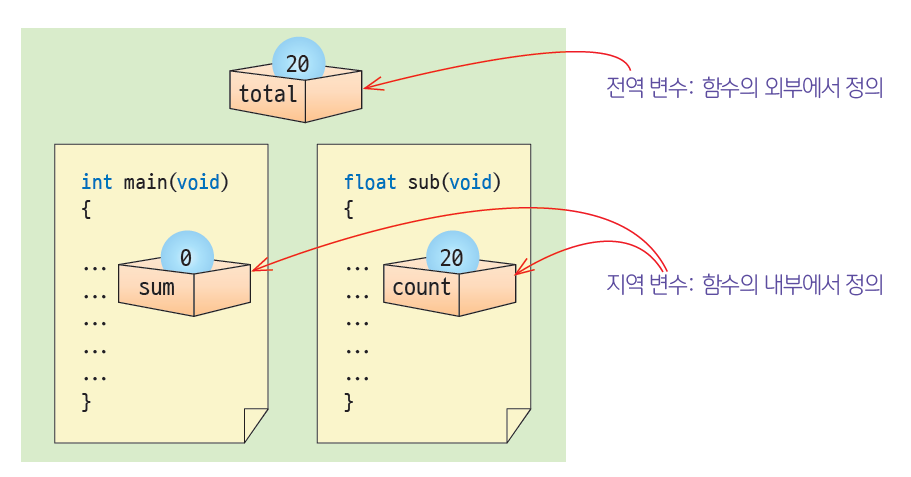 20
total
전역 변수: 함수의 외부에서 정의
int main(void)
{
...
0
sum
...
...
...
...
}
float sub(void)
{
...
20
count
...
...
...
...
}
지역 변수: 함수의 내부에서 정의